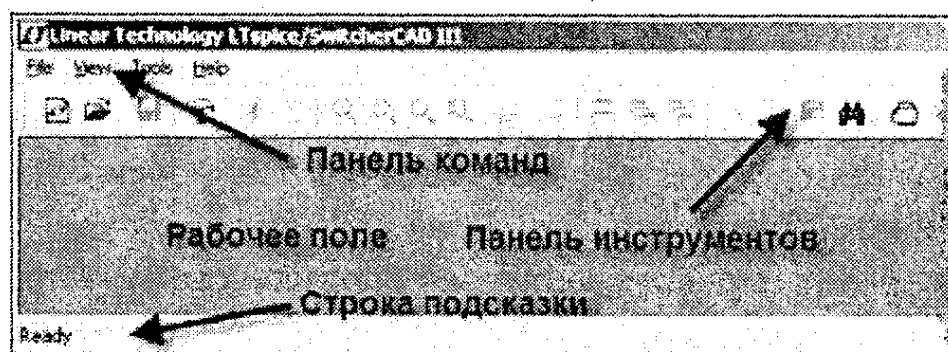 Linear Technology LTspice/SwitcherCAD III
File View Tools Help
Панель команд
Рабочее поле Панель инструментов
Строка подсказки
Ready